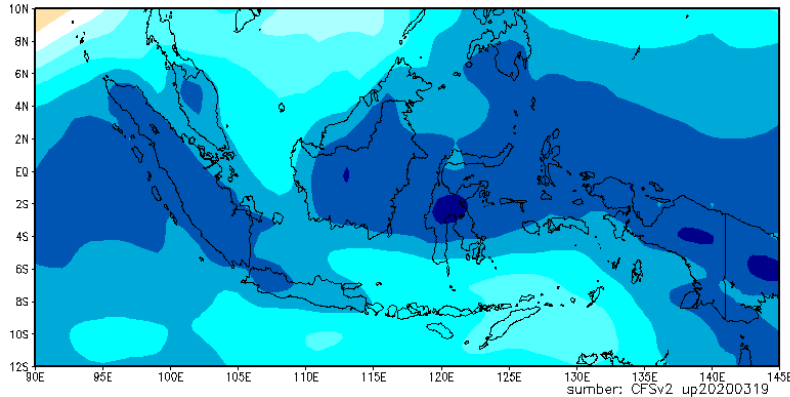 10N
8N
6N
4N
2N
EQ
2S
4S
6S
8S
10S
12S
90E 95E 100E 105E 110E 115E 120E 125E 130E 135E 140E 145E
sumber: CFSv2 up20200319